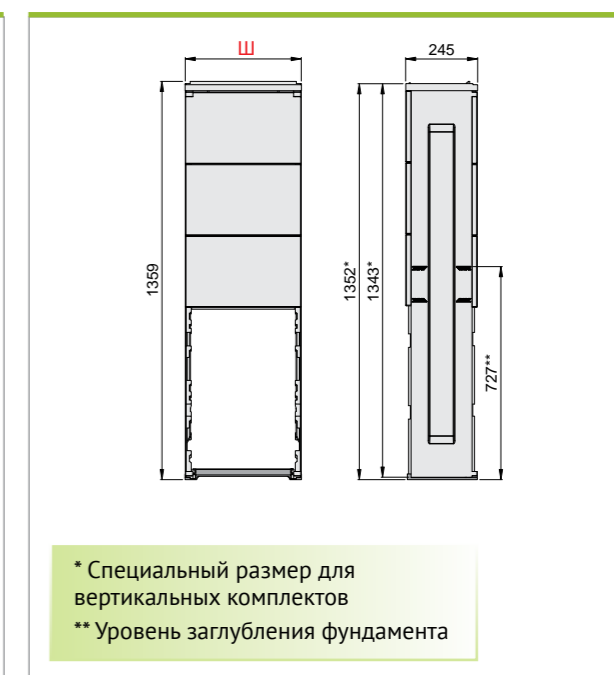 Ш
245
1359
1352*
1343*
727**
* Специальный размер для
вертикальных комплектов
** Уровень заглубления фундамента